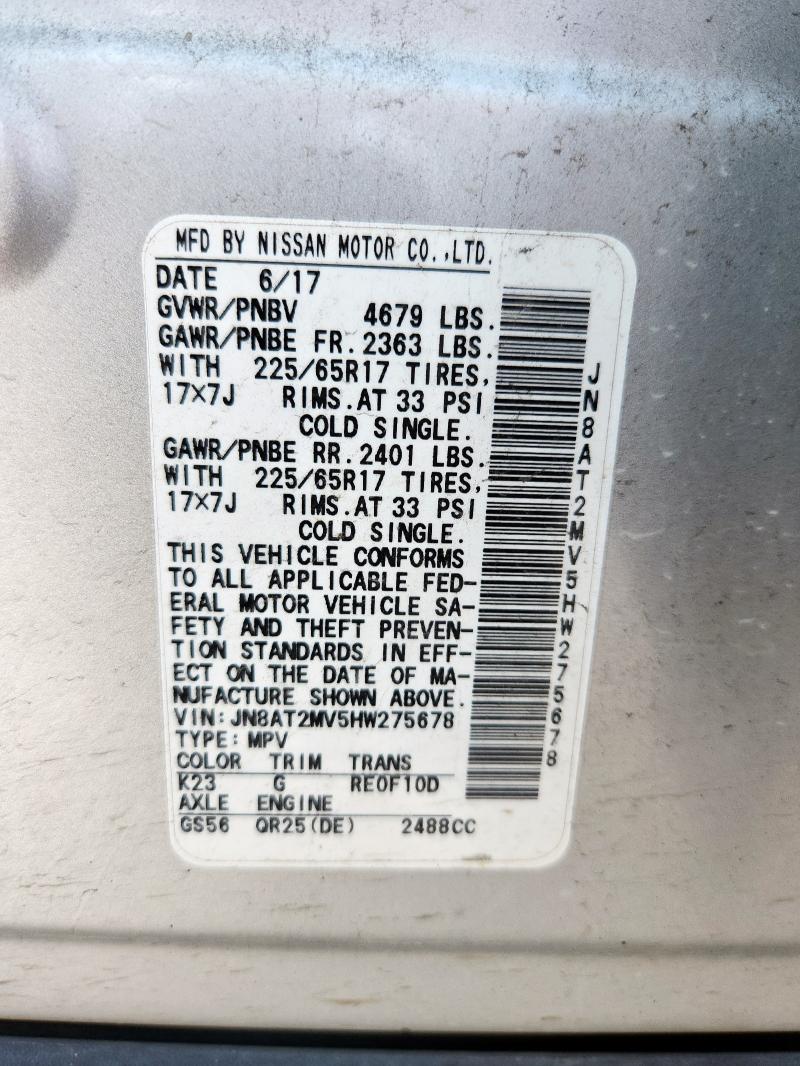 MFD BY NISSAN MOTOR CO.,LTD.
DATE 6/17
GVWR/PNBV 4679 LBS.
GAWR/PNBE FR.2363 LBS.
WITH 225/65R17 TIRES,
17X7J RIMS.AT 33 PSI
COLD SINGLE.
GAWR/PNBE RR.2401 LBS.
WITH 225/65R17 TIRES,
17X7J RIMS.AT 33 PSI
COLD SINGLE.
THIS VEHICLE CONFORMS
TO ALL APPLICABLE FED-
ERAL MOTOR VEHICLE SA-
FETY AND THEFT PREVEN-
TION STANDARDS IN EFF-
ECT ON THE DATE OF MA-
NUFACTURE SHOWN ABOVE.
VIN:JN8AT2MV5HW275678
TYPE:MPV
COLOR TRIM TRANS
K23 G RE0F10D
AXLE ENGINE
GS56 QR25(DE) 2488CC
JN8AT2MV5HW275678